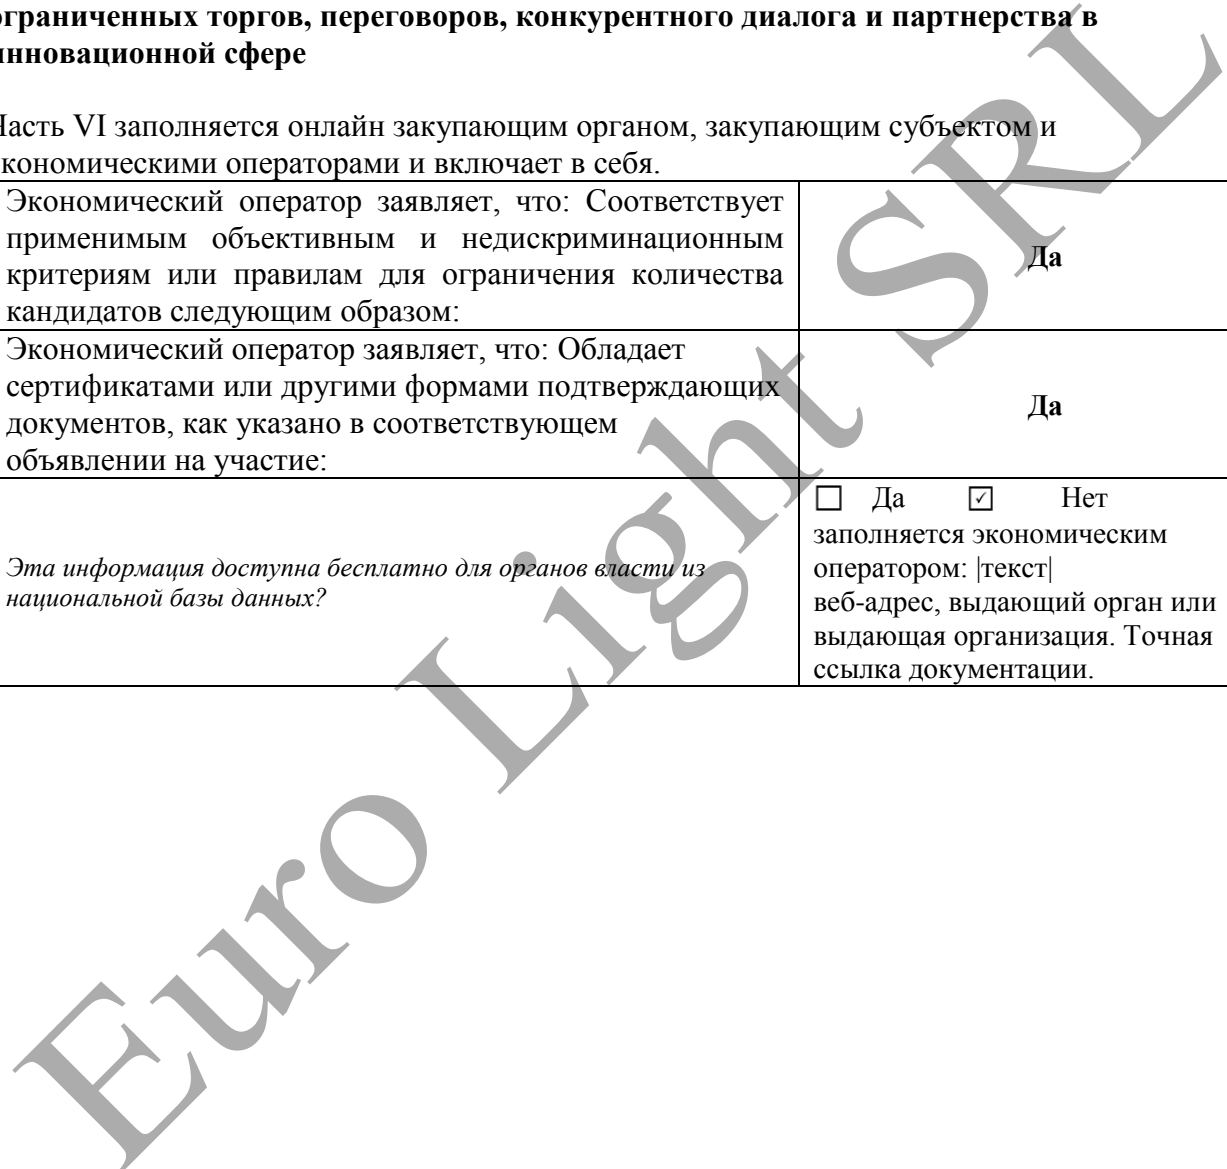 ограниченных торгов, переговоров, конкурентного диалога и партнерства в
инновационной сфере
Часть VI заполняется онлайн закупающим органом, закупающим субъектом и
экономическими операторами и включает в себя.
Экономический оператор заявляет, что: Соответствует
применимым объективным и недискриминационным
критериям или правилам для ограничения количества
кандидатов следующим образом:
Да
Экономический оператор заявляет, что: Обладает
сертификатами или другими формами подтверждающих
документов, как указано в соответствующем
объявлении на участие:
Да
Эта информация доступна бесплатно для органов власти из
национальной базы данных?
☐ Да ☑ Нет
заполняется экономическим
оператором: |текст|
веб-адрес, выдающий орган или
выдающая организация. Точная
ссылка документации.
Euro Light SRL